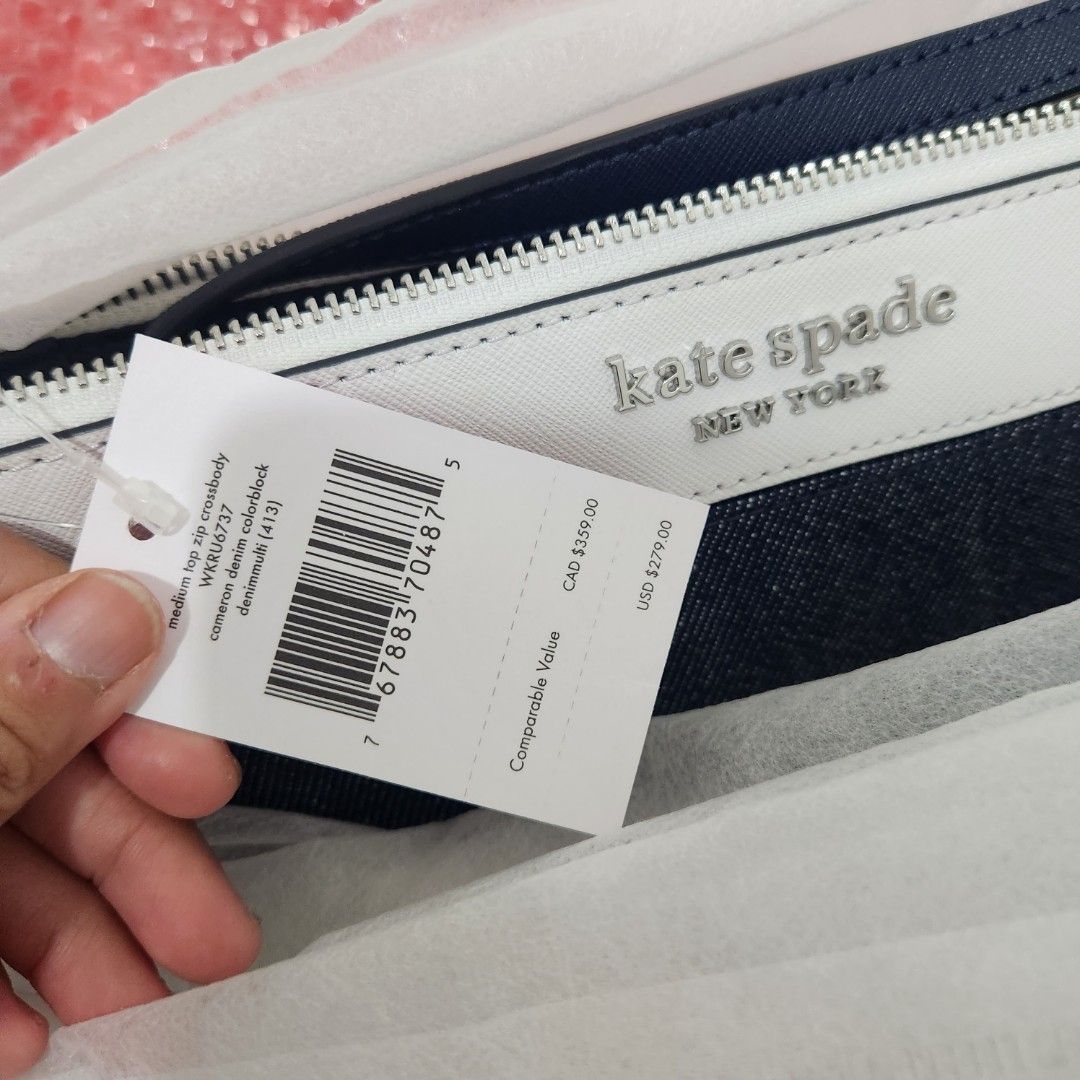 kate spade
NEW YORK
medium top zip crossbody
WKRU6737
cameron denim colorblock
denimmulti (413)
7 67883 70487 5
Comparable Value
CAD $359.00
USD $279.00